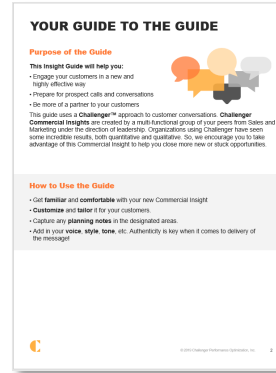 YOUR GUIDE TO THE GUIDE
Purpose of the Guide
This Insight Guide will help you:
• Engage your customers in a new and
highly effective way
• Prepare for prospect calls and conversations
• Be more of a partner to your customers
This guide uses a Challenger™ approach to customer conversations. Challenger
Commercial Insights are created by a multi-functional group of your peers from Sales and
Marketing under the direction of leadership. Organizations using Challenger have seen
some incredible results, both quantitative and qualitative. So, we encourage you to take
advantage of this Commercial Insight to help you close more new or stuck opportunities.
How to Use the Guide
• Get familiar and comfortable with your new Commercial Insight
• Customize and tailor it for your customers.
• Capture any planning notes in the designated areas.
• Add in your voice, style, tone, etc. Authenticity is key when it comes to delivery of
the message!
Challenger Performance Optimization, Inc. 2